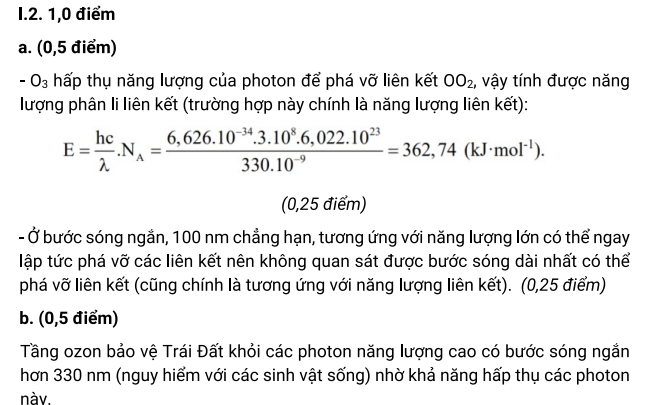 I.2. 1,0 điểm
a. (0,5 điểm)
- O₃ hấp thụ năng lượng của photon để phá vỡ liên kết OO₂, vậy tính được năng
lượng phân li liên kết (trường hợp này chính là năng lượng liên kết):
E = hc/λ .N_A = 6,626.10⁻³⁴.3.10⁸.6,022.10²³/330.10⁻⁹ = 362,74 (kJ·mol⁻¹).
(0,25 điểm)
- Ở bước sóng ngắn, 100 nm chẳng hạn, tương ứng với năng lượng lớn có thể ngay
lập tức phá vỡ các liên kết nên không quan sát được bước sóng dài nhất có thể
phá vỡ liên kết (cũng chính là tương ứng với năng lượng liên kết). (0,25 điểm)
b. (0,5 điểm)
Tầng ozon bảo vệ Trái Đất khỏi các photon năng lượng cao có bước sóng ngắn
hơn 330 nm (nguy hiểm với các sinh vật sống) nhờ khả năng hấp thụ các photon
này.